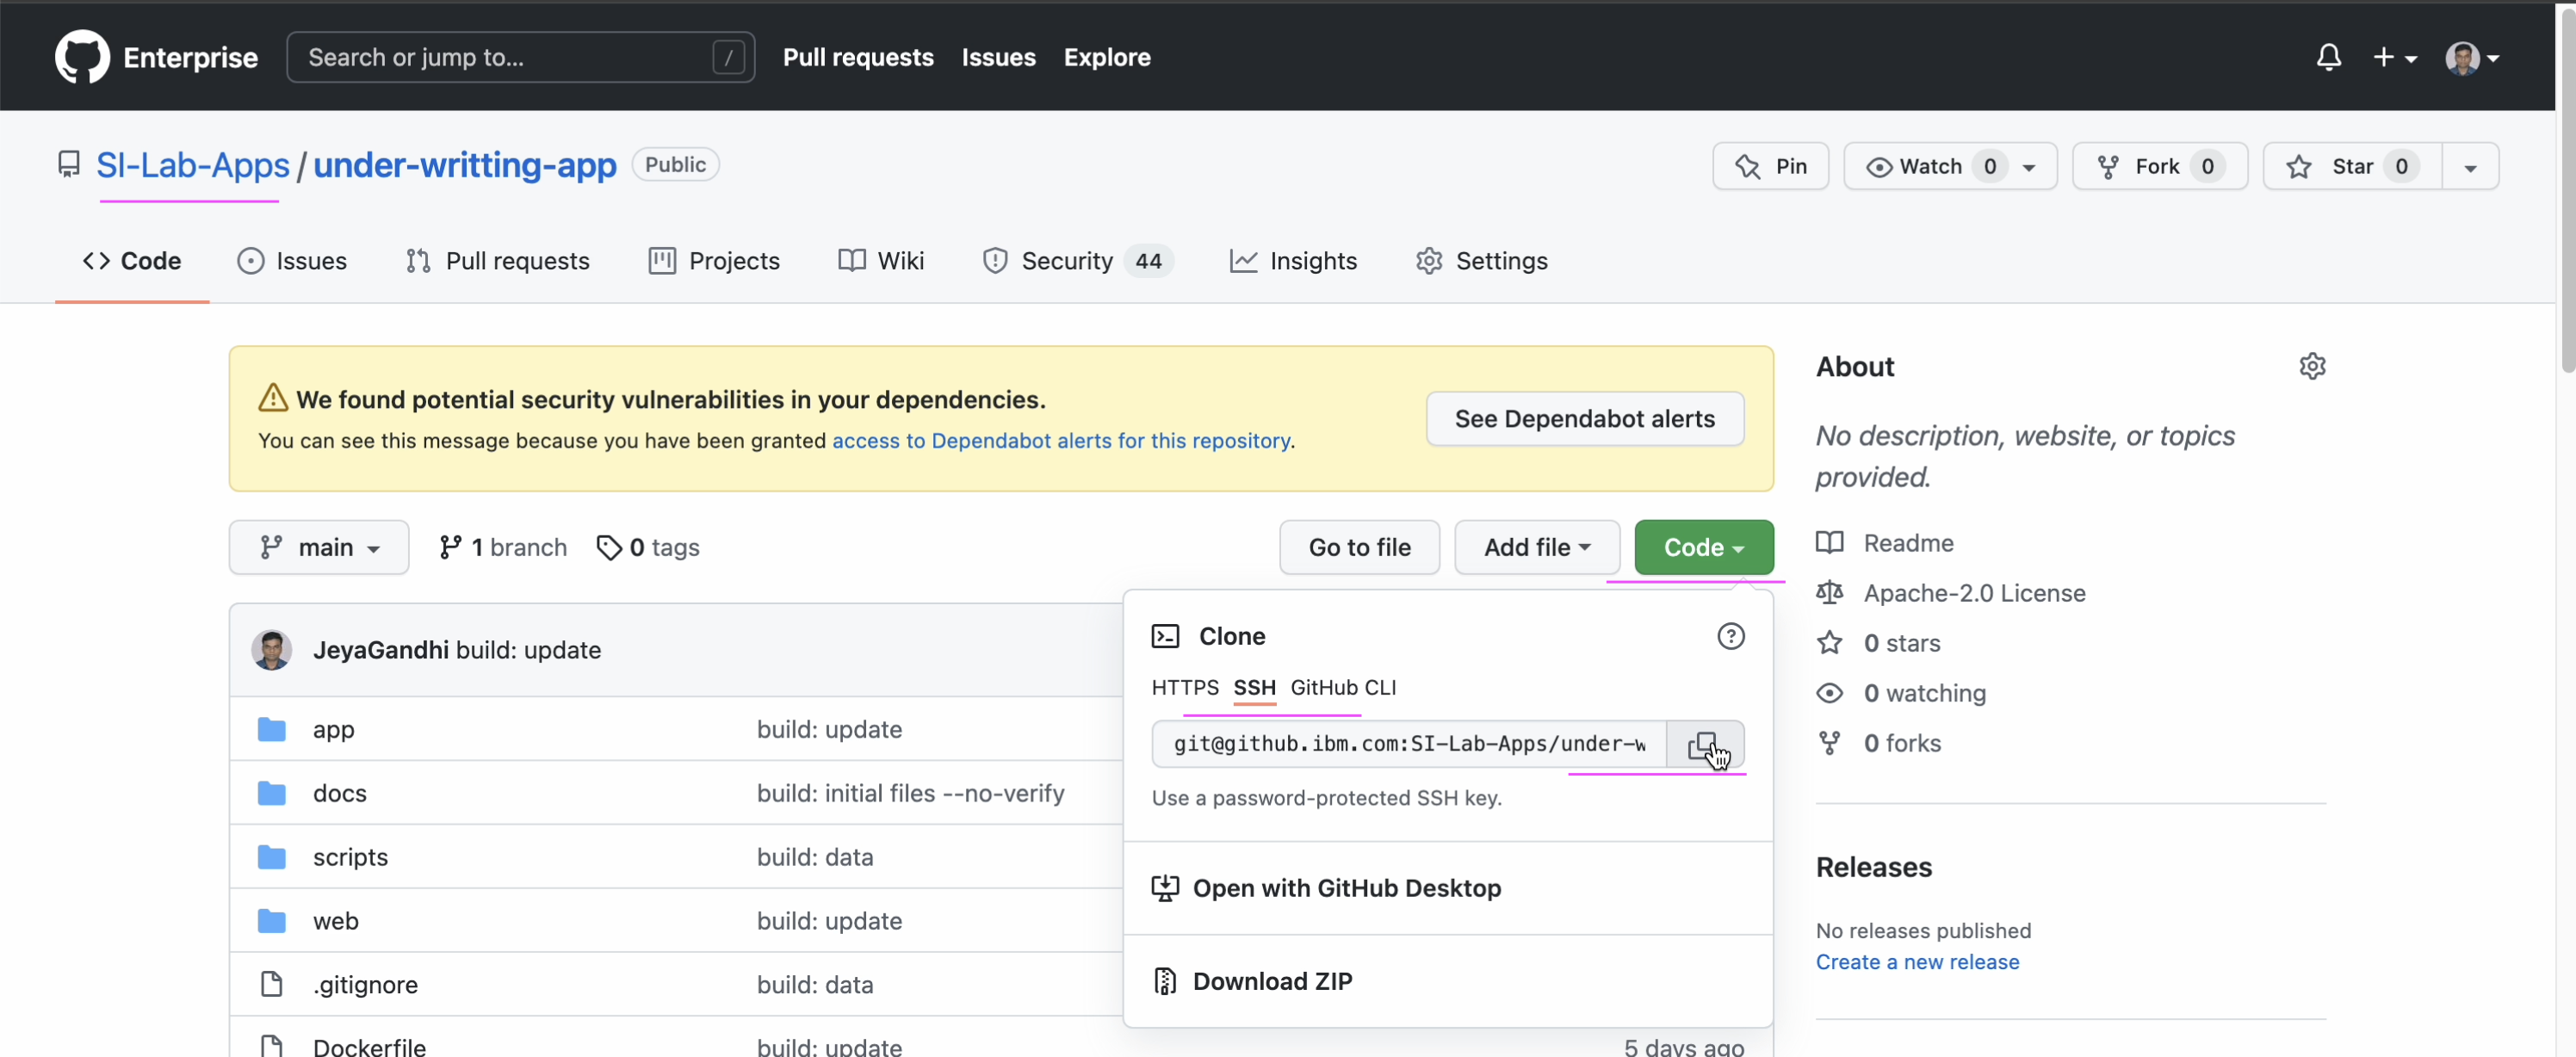 Enterprise Search or jump to... / Pull requests Issues Explore
SI-Lab-Apps / under-writting-app Public Pin Watch 0 Fork 0 Star 0
Code Issues Pull requests Projects Wiki Security 44 Insights Settings
We found potential security vulnerabilities in your dependencies.
You can see this message because you have been granted access to Dependabot alerts for this repository.
See Dependabot alerts
main 1 branch 0 tags Go to file Add file Code
JeyaGandhi build: update
app build: update
docs build: initial files --no-verify
scripts build: data
web build: update
.gitignore build: data
Dockerfile build: update 5 days ago
Clone
HTTPS SSH GitHub CLI
git@github.ibm.com:SI-Lab-Apps/under-w
Use a password-protected SSH key.
Open with GitHub Desktop
Download ZIP
About
No description, website, or topics
provided.
Readme
Apache-2.0 License
0 stars
0 watching
0 forks
Releases
No releases published
Create a new release